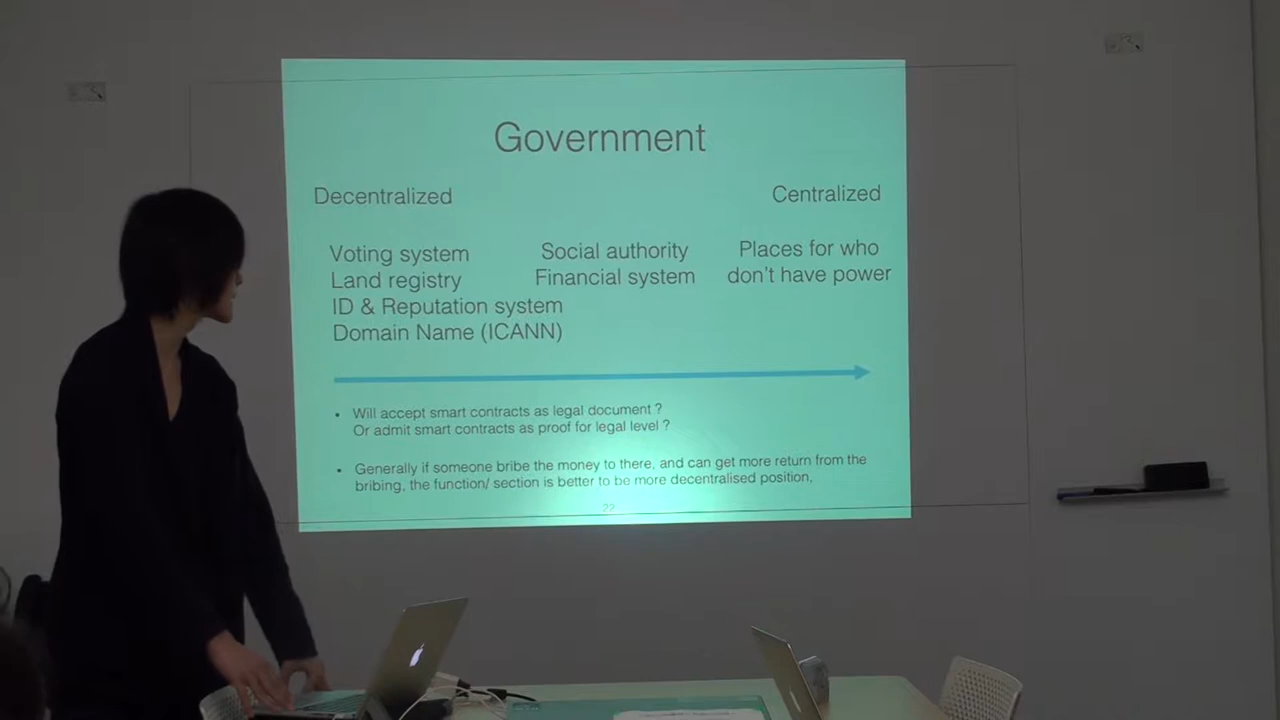 Government
Decentralized
Centralized
Voting system
Land registry
ID & Reputation system
Domain Name (ICANN)
Social authority
Financial system
Places for who
don't have power
• Will accept smart contracts as legal document ?
Or admit smart contracts as proof for legal level ?
• Generally if someone bribe the money to there, and can get more return from the
bribing, the function/ section is better to be more decentralised position,
22